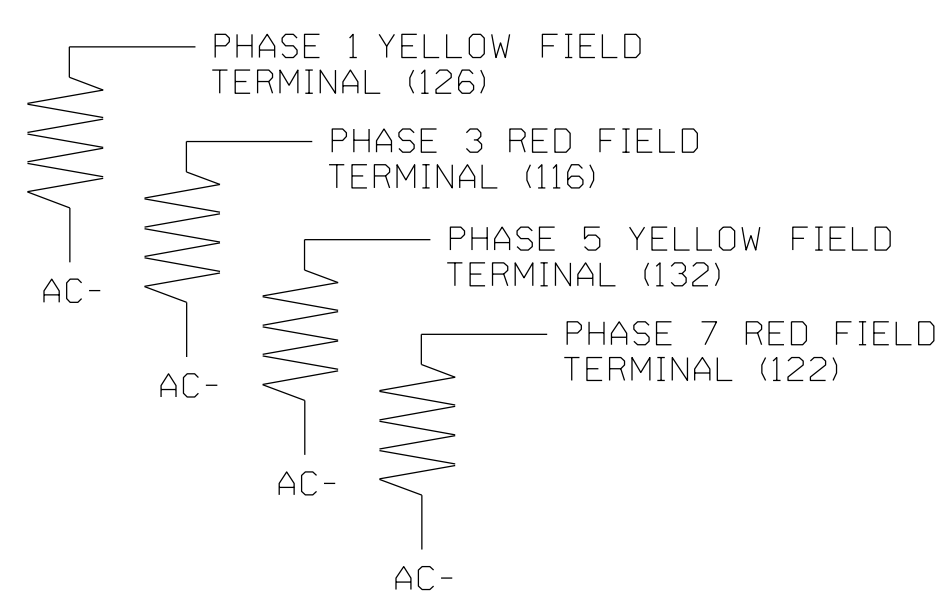 PHASE 1 YELLOW FIELD
TERMINAL (126)
PHASE 3 RED FIELD
TERMINAL (116)
AC-
PHASE 5 YELLOW FIELD
TERMINAL (132)
AC-
PHASE 7 RED FIELD
TERMINAL (122)
AC-
AC-